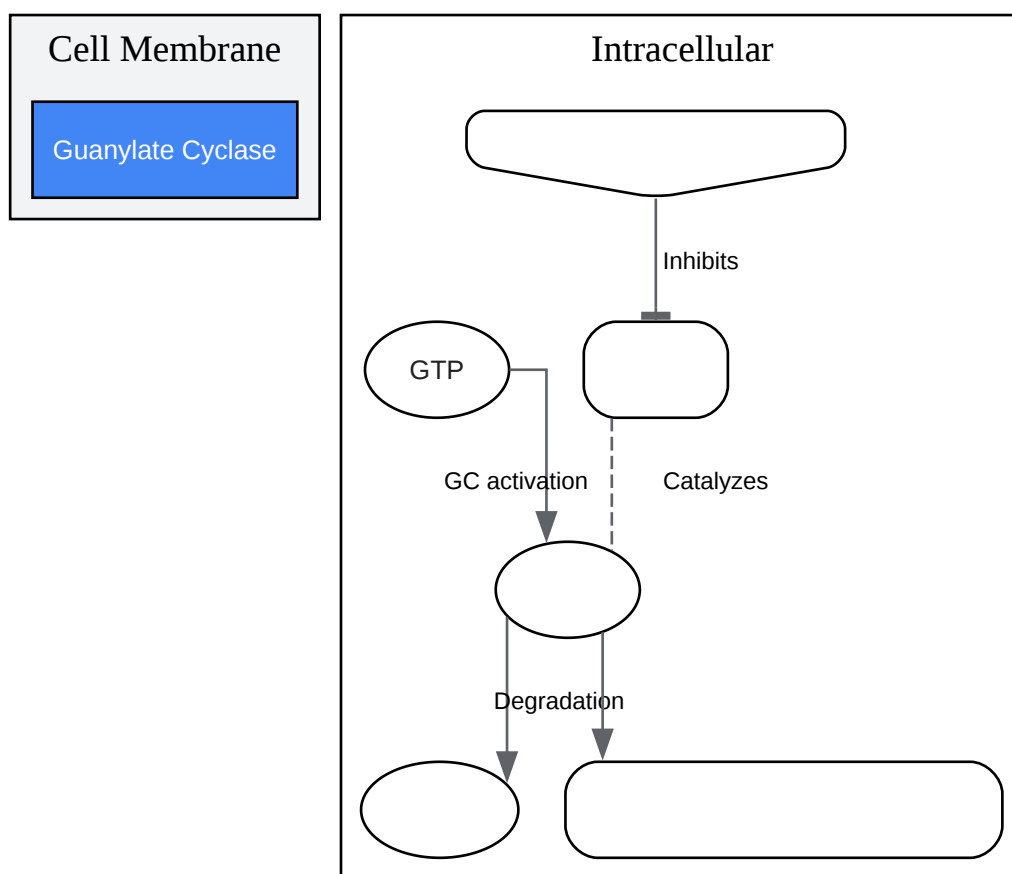 Cell Membrane
Guanylate Cyclase
Intracellular
Inhibits
GTP
GC activation
Catalyzes
Degradation